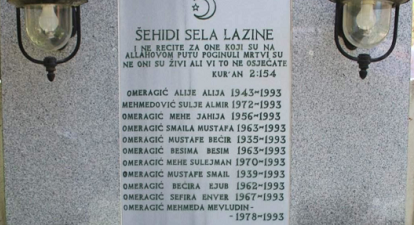 ŠEHIDI SELA LAZINE
I NE RECITE ZA ONE KOJI SU NA
ALLAHOVOM PUTU POGINULI MRTVI SU
NE ONI SU ŽIVI ALI VI TO NE OSJEĆATE
KUR'AN 2:154
OMERAGIĆ ALIJE ALIJA 1943-1993
MEHMEDOVIĆ SULJE ALMIR 1972-1993
OMERAGIĆ MEHE JAHIJA 1956-1993
OMERAGIĆ SMAILA MUSTAFA 1963-1993
OMERAGIĆ MUSTAFE BEĆIR 1935-1993
OMERAGIĆ BESIMA BESIM 1963-1993
OMERAGIĆ MEHE SULEJMAN 1970-1993
OMERAGIĆ MUSTAFE SMAIL 1939-1993
OMERAGIĆ BEĆIRA EJUB 1962-1993
OMERAGIĆ SEFIRA ENVER 1967-1993
OMERAGIĆ MEHMEDA MEVLUDIN-
-1978-1993